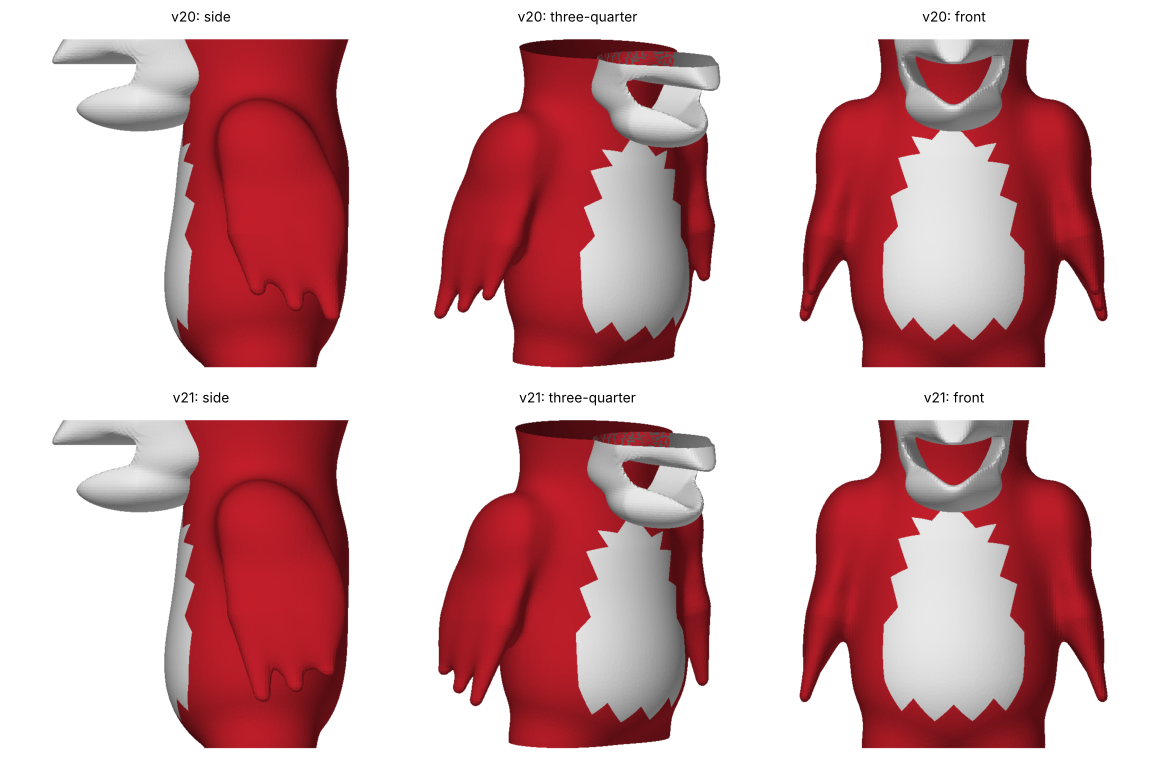 v20: side
v20: three-quarter
v20: front
v21: side
v21: three-quarter
v21: front